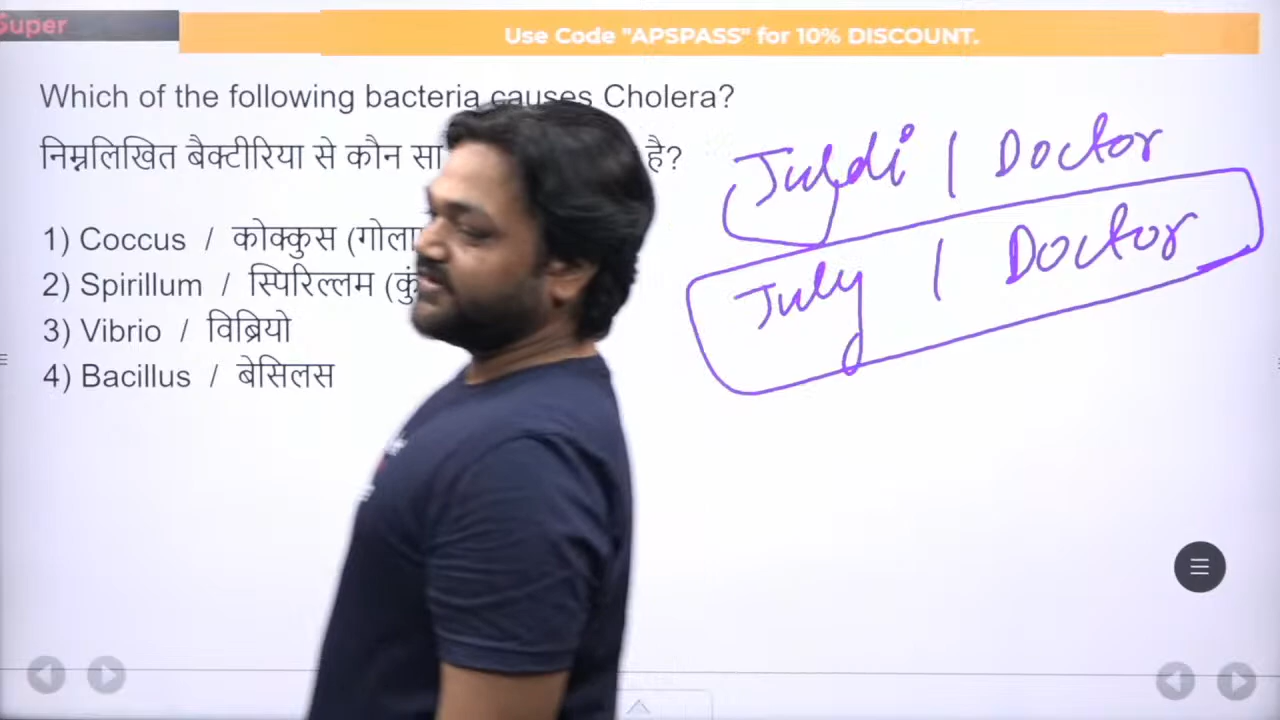 Super
Use Code "APSPASS" for 10% DISCOUNT.
Which of the following bacteria causes Cholera?
निम्नलिखित बैक्टीरिया से कौन सा है?
1) Coccus / कोक्कुस
2) Spirillum / स्पिरिल्लम
3) Vibrio / विब्रियो
4) Bacillus / बेसिलस
Juldi | Doctor
July | Doctor